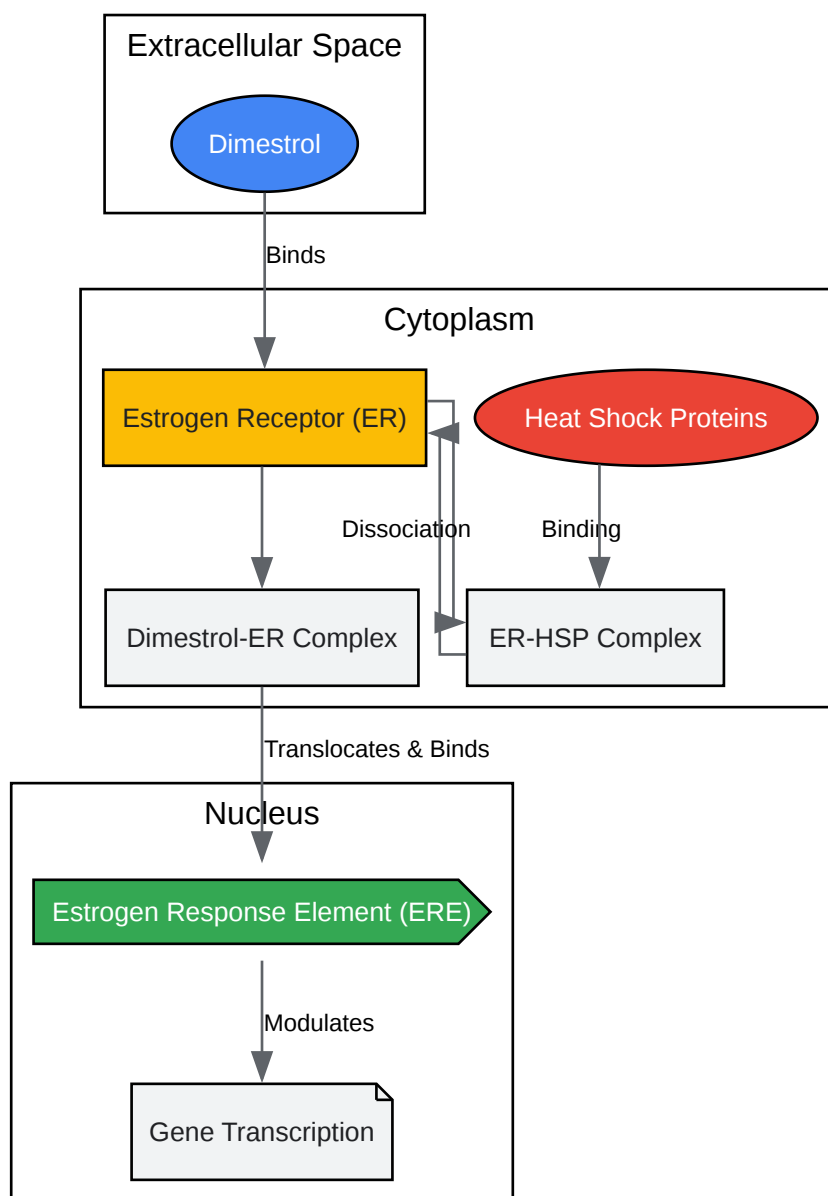 Extracellular Space
Dimestrol
Binds
Cytoplasm
Estrogen Receptor (ER)
Heat Shock Proteins
Dissociation
Binding
Dimestrol-ER Complex
ER-HSP Complex
Translocates & Binds
Nucleus
Estrogen Response Element (ERE)
Modulates
Gene Transcription